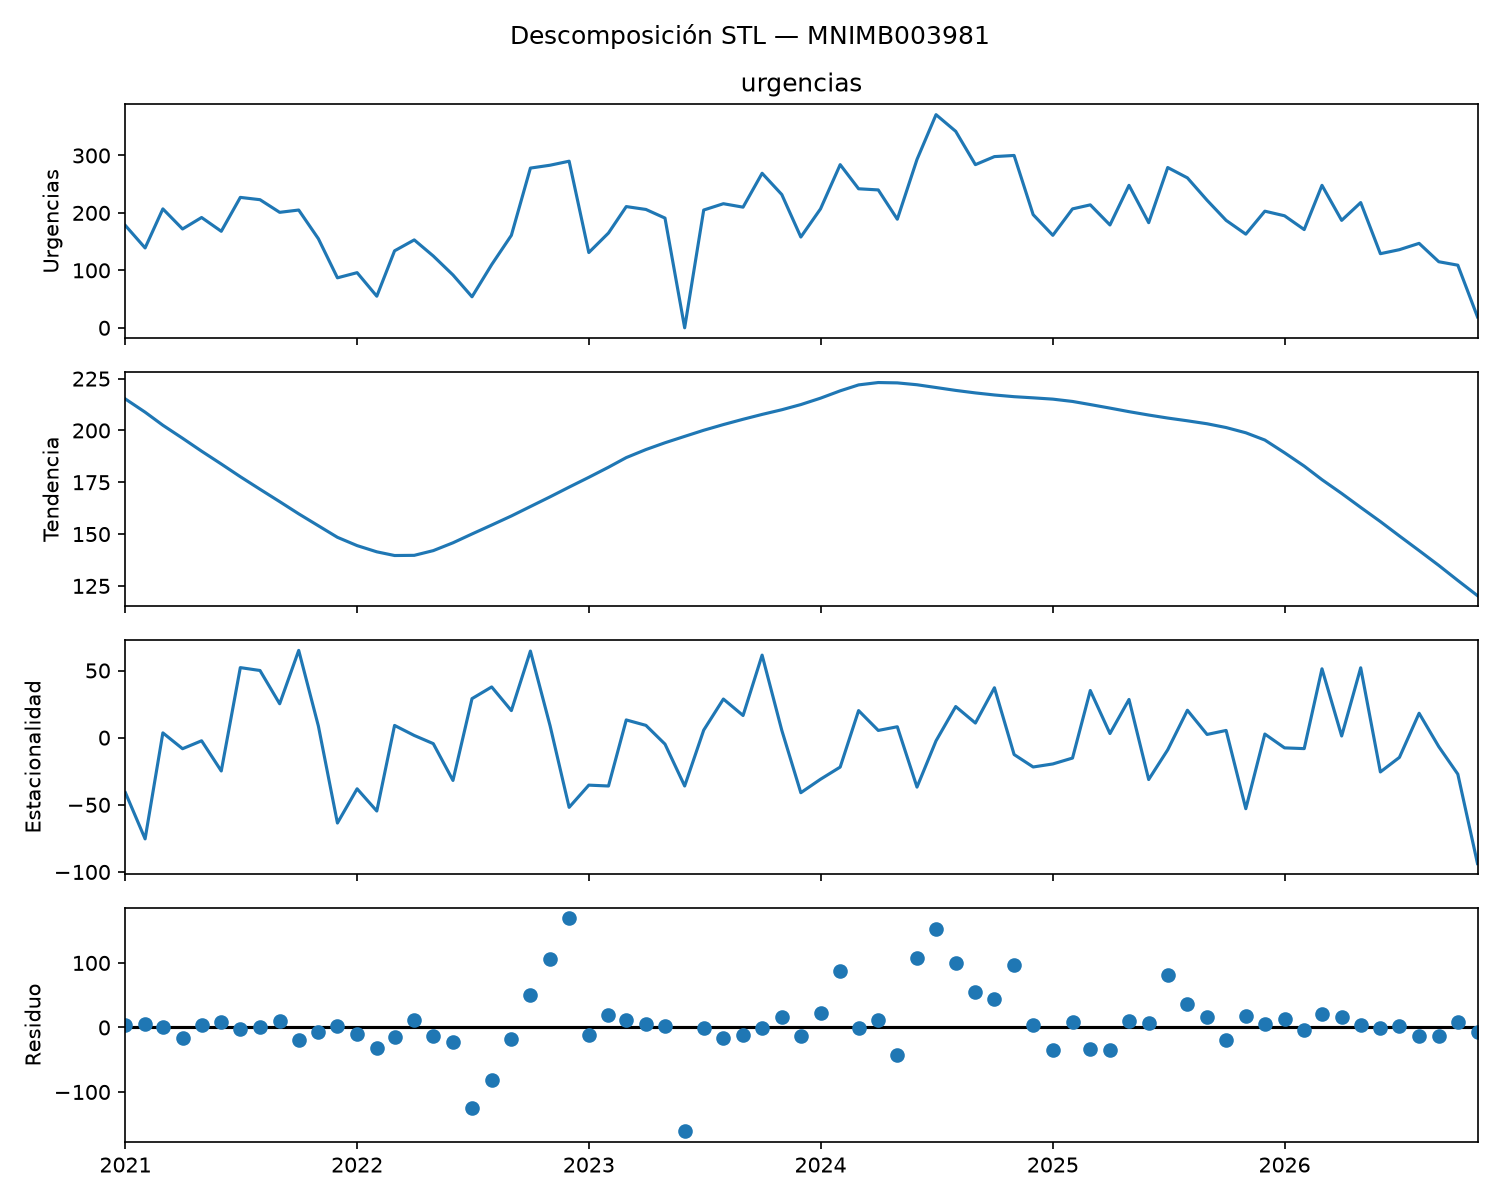 Descomposición STL — MNIMB003981
urgencias
Urgencias
300
200
100
0
Tendencia
225
200
175
150
125
Estacionalidad
50
0
−50
−100
Residuo
100
0
−100
2021 2022 2023 2024 2025 2026